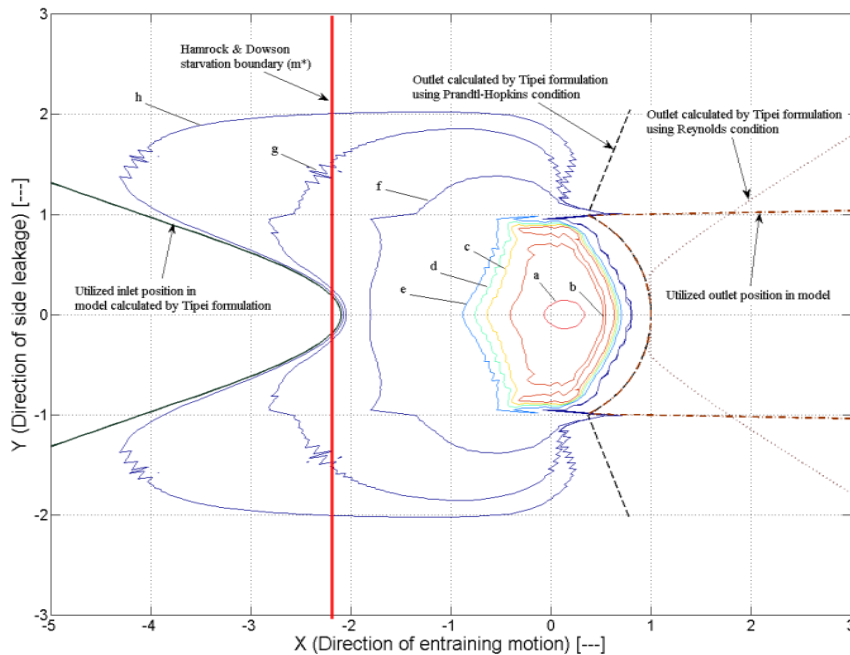 3
2
1
0
-1
-2
-3
Y (Direction of side leakage) [---]
-5
-4
-3
-2
-1
0
1
2
3
X (Direction of entraining motion) [---]
Hamrock & Dowson
starvation boundary (m*)
Outlet calculated by Tipei formulation
using Prandtl-Hopkins condition
Outlet calculated by Tipei formulation
using Reynolds condition
h
g
f
c
d
a
e
b
Utilized inlet position in
model calculated by Tipei formulation
Utilized outlet position in model